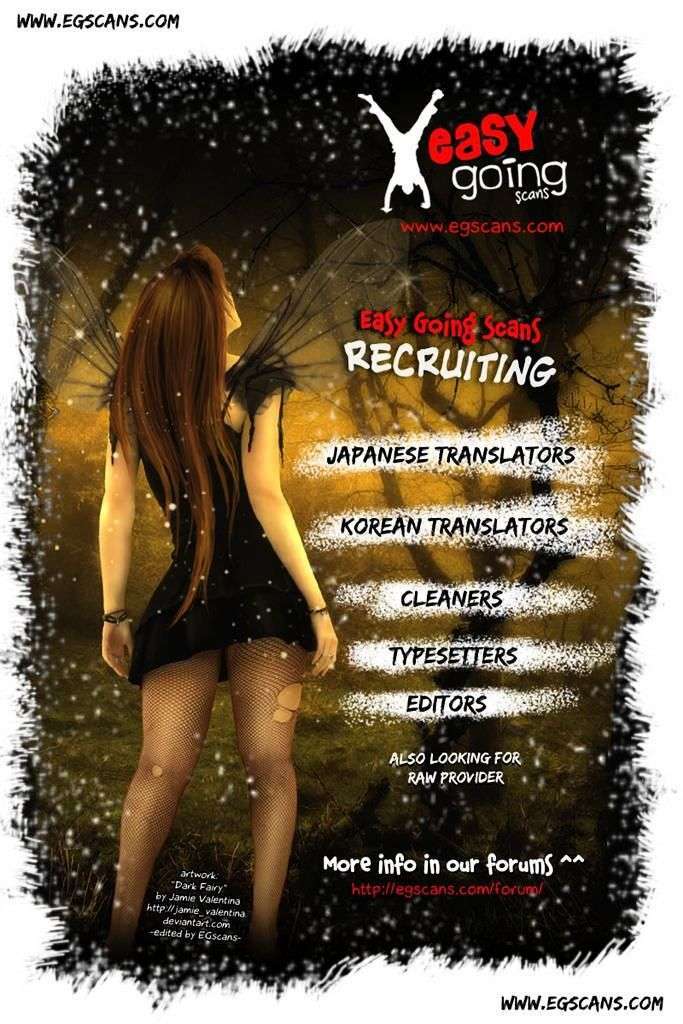 WWW.EGSCANS.COM
easy
going
scans
www.egscans.com
Easy Going Scans
RECRUITING
JAPANESE TRANSLATORS
KOREAN TRANSLATORS
CLEANERS
TYPESETTERS
EDITORS
ALSO LOOKING FOR
RAW PROVIDER
More info in our forums ^^
http://egscans.com/forum/
artwork:
"Dark Fairy"
by Jamie Valentina
http://jamie_valentina.
deviantart.com
-edited by EGscans-
WWW.EGSCANS.COM